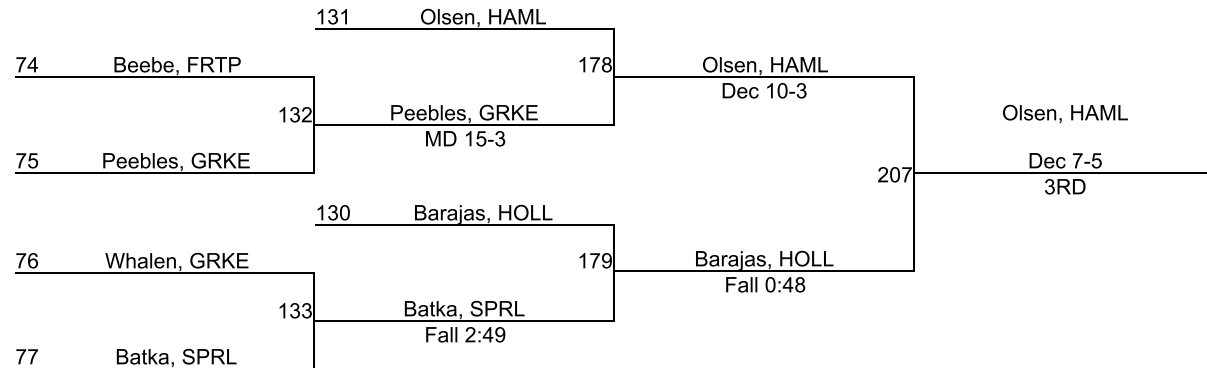 131 Olsen, HAML
74 Beebe, FRTP
178 Olsen, HAML
Dec 10-3
132 Peebles, GRKE
MD 15-3
Olsen, HAML
75 Peebles, GRKE
207 Dec 7-5
3RD
130 Barajas, HOLL
76 Whalen, GRKE
179 Barajas, HOLL
Fall 0:48
133 Batka, SPRL
Fall 2:49
77 Batka, SPRL